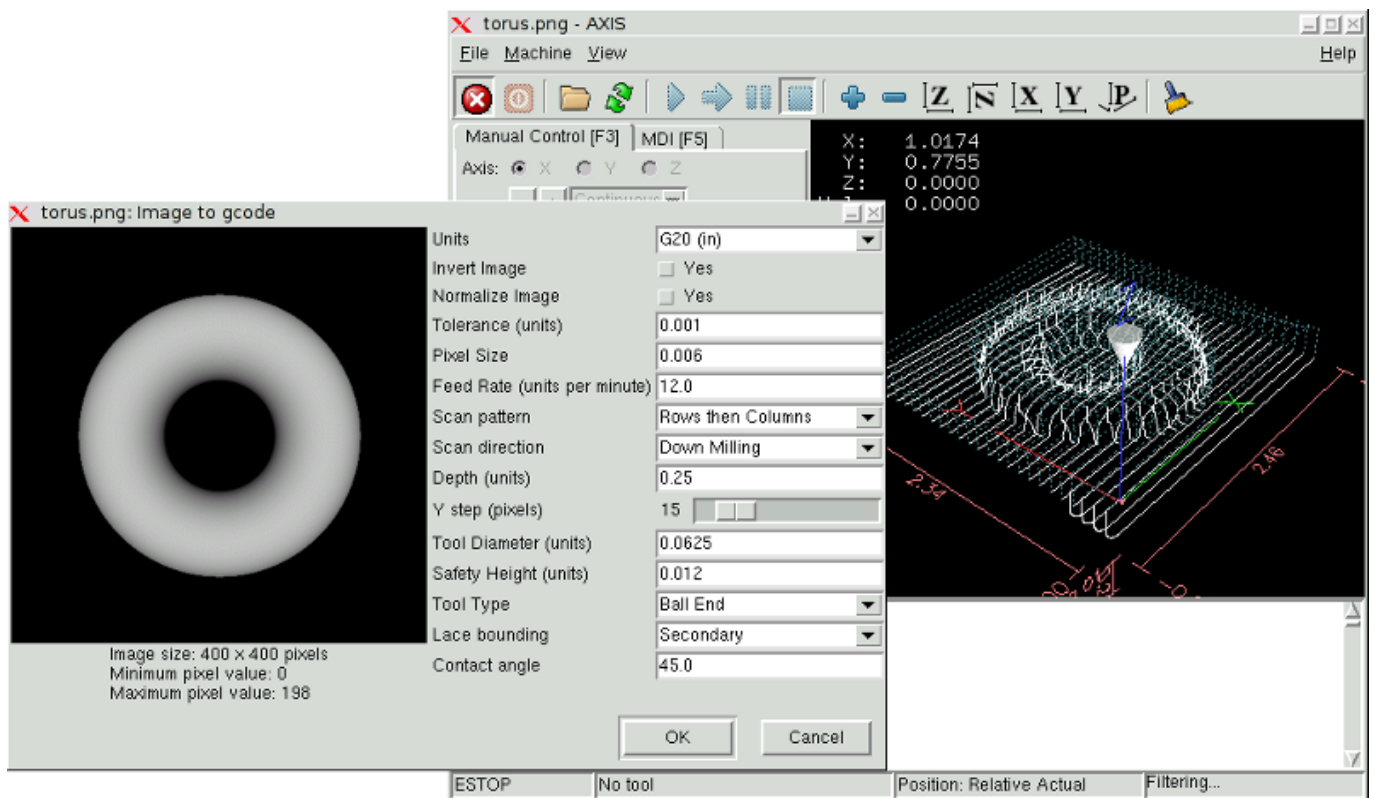 torus.png - AXIS
File Machine View
Help
Z N X Y P
Manual Control [F3]
MDI [F5]
Axis: X Y Z
Continuous
X: 1.0174
Y: 0.7755
Z: 0.0000
0.0000
torus.png: Image to gcode
Units G20 (in)
Invert Image Yes
Normalize Image Yes
Tolerance (units) 0.001
Pixel Size 0.006
Feed Rate (units per minute) 12.0
Scan pattern Rows then Columns
Scan direction Down Milling
Depth (units) 0.25
Y step (pixels) 15
Tool Diameter (units) 0.0625
Safety Height (units) 0.012
Tool Type Ball End
Lace bounding Secondary
Contact angle 45.0
Image size: 400 x 400 pixels
Minimum pixel value: 0
Maximum pixel value: 198
OK Cancel
2.34
2.46
X
ESTOP
No tool
Position: Relative Actual
Filtering...